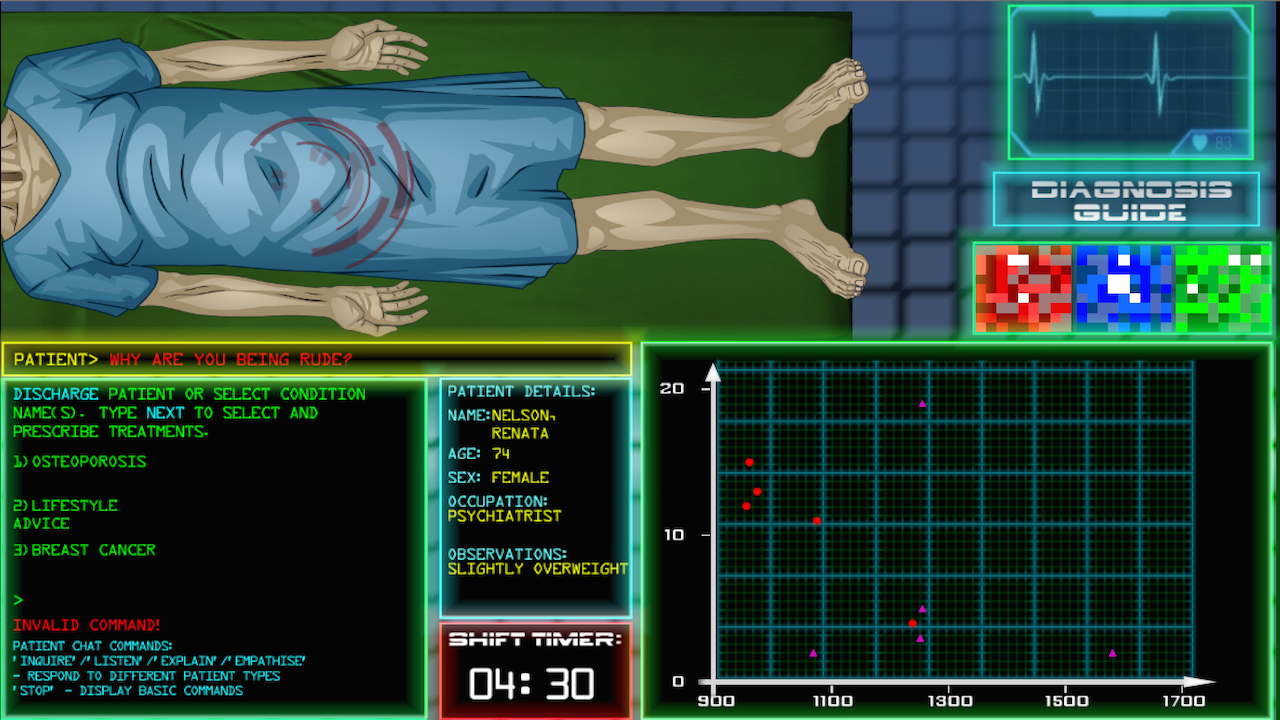 83
DIAGNOSIS
GUIDE
PATIENT> WHY ARE YOU BEING RUDE?
DISCHARGE PATIENT OR SELECT CONDITION
NAME(S). TYPE NEXT TO SELECT AND
PRESCRIBE TREATMENTS.
1)OSTEOPOROSIS
2)LIFESTYLE
ADVICE
3)BREAST CANCER
>
INVALID COMMAND!
PATIENT CHAT COMMANDS:
'INQUIRE'/'LISTEN'/'EXPLAIN'/'EMPATHISE'
- RESPOND TO DIFFERENT PATIENT TYPES
'STOP' - DISPLAY BASIC COMMANDS
PATIENT DETAILS:
NAME:NELSON,
RENATA
AGE: 74
SEX: FEMALE
OCCUPATION:
PSYCHIATRIST
OBSERVATIONS:
SLIGHTLY OVERWEIGHT
SHIFT TIMER:
04:30
20
10
0
900 1100 1300 1500 1700